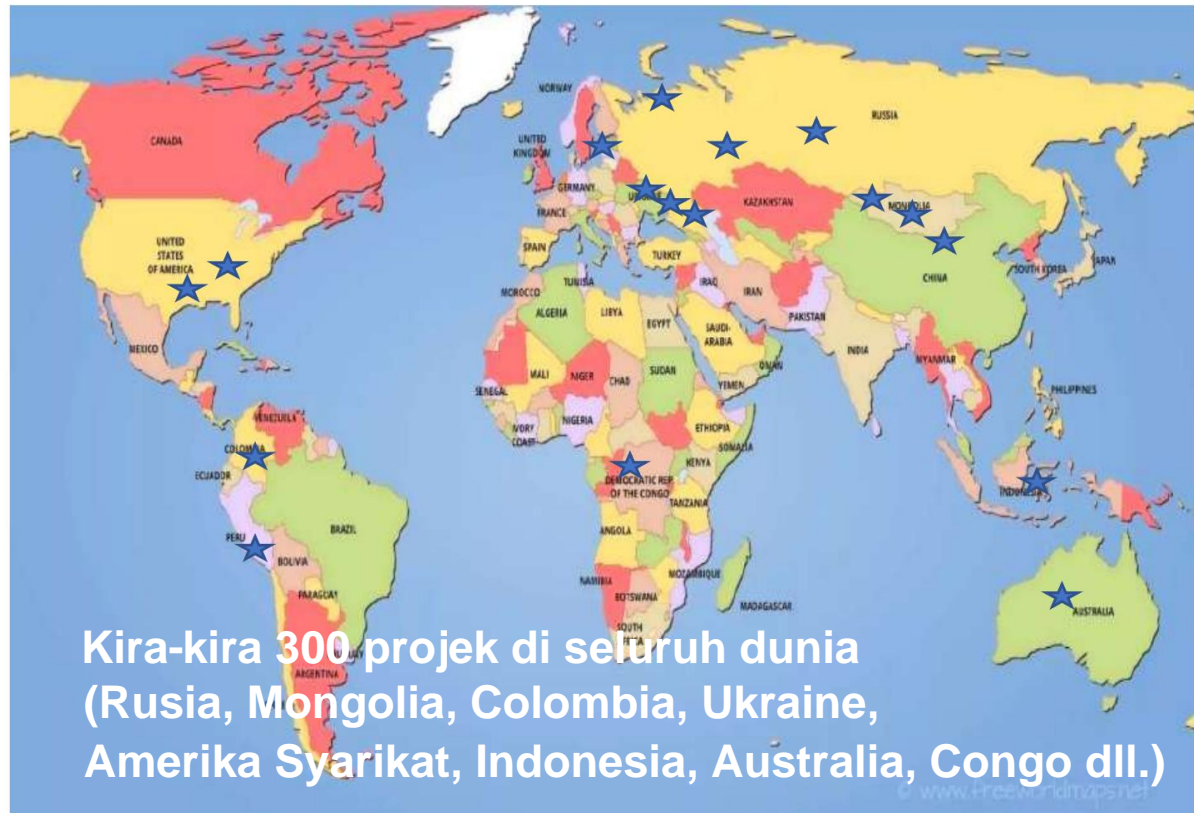 NORWAY
RUSSIA
CANADA
UNITED
KINGDOM
GERMANY
KAZAKHSTAN
MONGOLIA
FRANCE
UNITED
STATES
OF AMERICA
SPAIN
TURKEY
SOUTH KOREA
JAPAN
CHINA
TUNISIA
IRAQ
IRAN
MOROCCO
PAKISTAN
ALGERIA
LIBYA
EGYPT
SAUDI-
ARABIA
MEXICO
INDIA
MYANMAR
OMAN
MALI
NIGER
CHAD
SUDAN
YEMEN
PHILIPPINES
SENEGAL
VENEZUELA
NIGERIA
IVORY
COAST
ETHIOPIA
SOMALIA
COLOMBIA
ECUADOR
KENYA
DEMOCRATIC REP.
OF THE CONGO
INDONESIA
TANZANIA
BRAZIL
ANGOLA
PERU
BOLIVIA
MOZAMBIQUE
NAMIBIA
BOTSWANA
PARAGUAY
MADAGASCAR
AUSTRALIA
SOUTH
Kira-kira 300 projek di seluruh dunia
ARGENTINA
(Rusia, Mongolia, Colombia, Ukraine,
Amerika Syarikat, Indonesia, Australia, Congo dll.)
© www.freeworldmaps.net